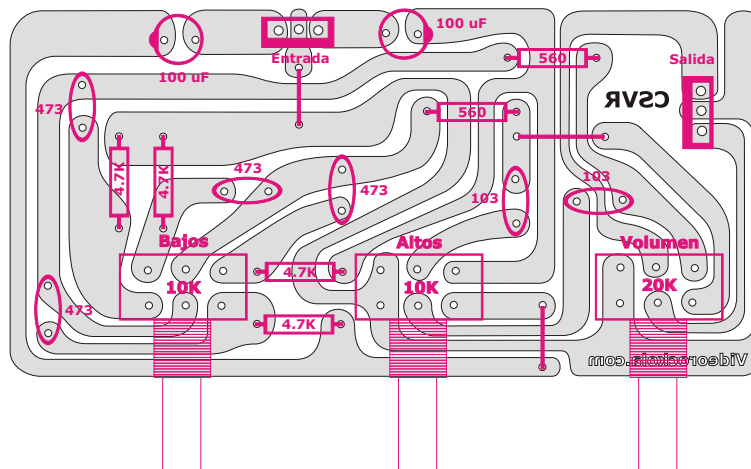 100 uF
Entrada
100 uF
560
Salida
473
CSVR
560
4.7K
4.7K
473
473
103
103
Bajos
Altos
Volumen
4.7K
10K
10K
20K
473
4.7K
Videorockola.com